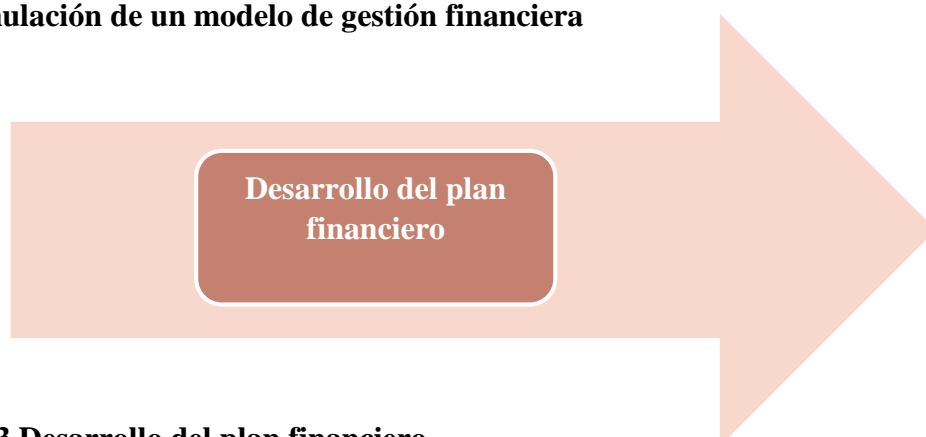 ulación de un modelo de gestión financiera
Desarrollo del plan
financiero
3 Desarrollo del plan financiero